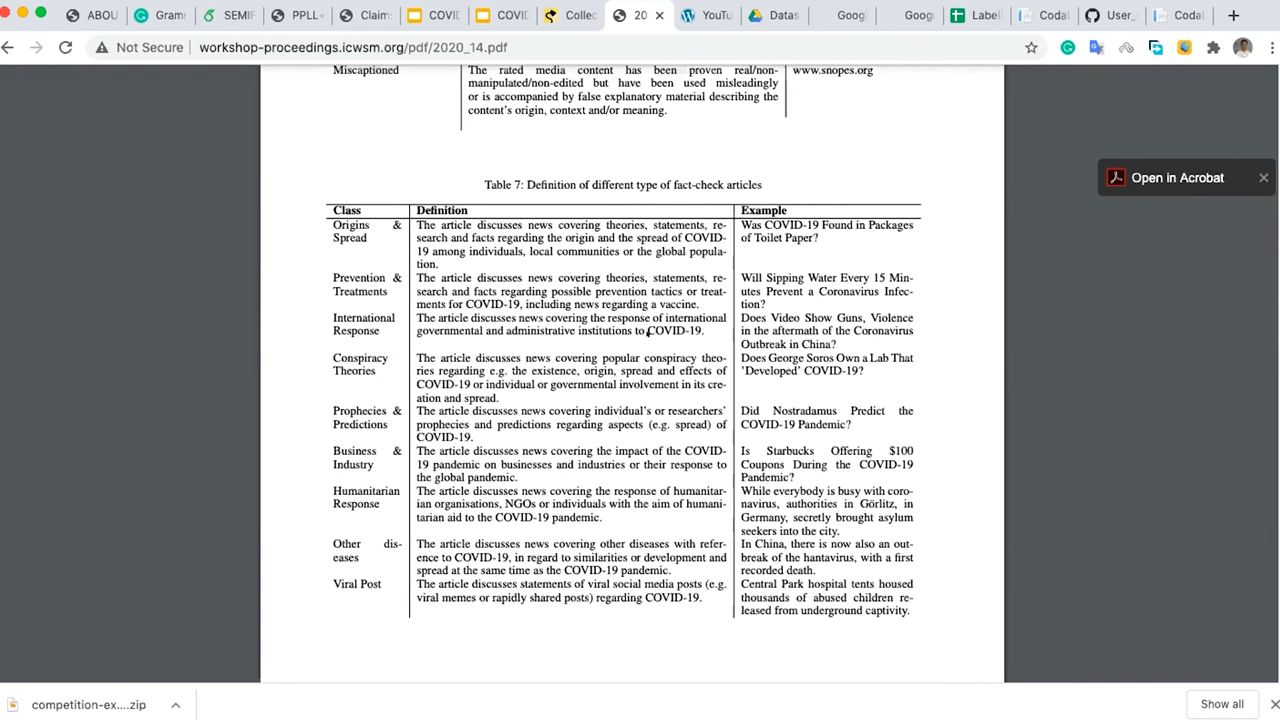 ABOU
Gramr
SEMIF
PPLL+
Claim
COVID
COVID
Collec
20
YouTu
Datas
Goog
Goog
Label
Codal
User_
Codal
Not Secure
workshop-proceedings.icwsm.org/pdf/2020_14.pdf
Miscaptioned
The rated media content has been proven real/non-
manipulated/non-edited but have been used misleadingly
or is accompanied by false explanatory material describing the
content's origin, context and/or meaning.
www.snopes.org
Open in Acrobat
Table 7: Definition of different type of fact-check articles
Class
Definition
Example
Origins &
Spread
The article discusses news covering theories, statements, re-
search and facts regarding the origin and the spread of COVID-
19 among individuals, local communities or the global popula-
tion.
Was COVID-19 Found in Packages
of Toilet Paper?
Prevention &
Treatments
The article discusses news covering theories, statements, re-
search and facts regarding possible prevention tactics or treat-
ments for COVID-19, including news regarding a vaccine.
Will Sipping Water Every 15 Min-
utes Prevent a Coronavirus Infec-
tion?
International
Response
The article discusses news covering the response of international
governmental and administrative institutions to COVID-19.
Does Video Show Guns, Violence
in the aftermath of the Coronavirus
Outbreak in China?
Conspiracy
Theories
The article discusses news covering popular conspiracy theo-
ries regarding e.g. the existence, origin, spread and effects of
COVID-19 or individual or governmental involvement in its cre-
ation and spread.
Does George Soros Own a Lab That
'Developed' COVID-19?
Prophecies &
Predictions
The article discusses news covering individual's or researchers'
prophecies and predictions regarding aspects (e.g. spread) of
COVID-19.
Did Nostradamus Predict the
COVID-19 Pandemic?
Business &
Industry
The article discusses news covering the impact of the COVID-
19 pandemic on businesses and industries or their response to
the global pandemic.
Is Starbucks Offering $100
Coupons During the COVID-19
Pandemic?
Humanitarian
Response
The article discusses news covering the response of humanitar-
ian organisations, NGOs or individuals with the aim of humani-
tarian aid to the COVID-19 pandemic.
While everybody is busy with coro-
navirus, authorities in Görlitz, in
Germany, secretly brought asylum
seekers into the city.
Other dis-
eases
The article discusses news covering other diseases with refer-
ence to COVID-19, in regard to similarities or development and
spread at the same time as the COVID-19 pandemic.
In China, there is now also an out-
break of the hantavirus, with a first
recorded death.
Viral Post
The article discusses statements of viral social media posts (e.g.
viral memes or rapidly shared posts) regarding COVID-19.
Central Park hospital tents housed
thousands of abused children re-
leased from underground captivity.
competition-ex....zip
Show all